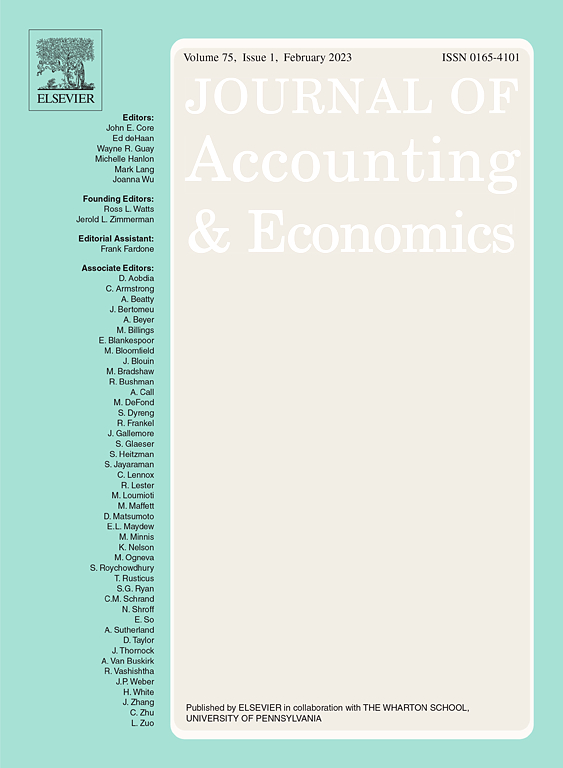 ELSEVIER
Editors:
John E. Core
Ed deHaan
Wayne R. Guay
Michelle Hanlon
Mark Lang
Joanna Wu
Founding Editors:
Ross L. Watts
Jerold L. Zimmerman
Editorial Assistant:
Frank Fardone
Associate Editors:
D. Aobdia
C. Armstrong
A. Beatty
J. Bertomeu
A. Beyer
M. Billings
E. Blankespoor
M. Bloomfield
J. Blouin
M. Bradshaw
R. Bushman
A. Call
M. DeFond
S. Dyreng
R. Frankel
J. Gallemore
S. Glaeser
S. Heitzman
S. Jayaraman
C. Lennox
R. Lester
M. Loumioti
M. Maffett
D. Matsumoto
E.L. Maydew
M. Minnis
K. Nelson
M. Ogneva
S. Roychowdhury
T. Rusticus
S.G. Ryan
C.M. Schrand
N. Shroff
E. So
A. Sutherland
D. Taylor
J. Thornock
A. Van Buskirk
R. Vashishtha
J.P. Weber
H. White
J. Zhang
C. Zhu
L. Zuo
Volume 75, Issue 1, February 2023 ISSN 0165-4101
JOURNAL OF
Accounting
& Economics
Published by ELSEVIER in collaboration with THE WHARTON SCHOOL,
UNIVERSITY OF PENNSYLVANIA